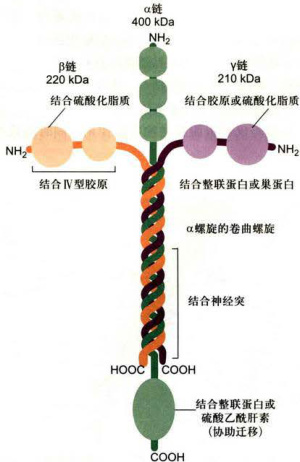 α链
400 kDa
NH₂
β链
220 kDa
γ链
210 kDa
结合硫酸化脂质
结合胶原或硫酸化脂质
NH₂
NH₂
结合Ⅳ型胶原
结合整联蛋白或巢蛋白
α螺旋的卷曲螺旋
结合神经突
HOOC
COOH
结合整联蛋白或
硫酸乙酰肝素
(协助迁移)
COOH